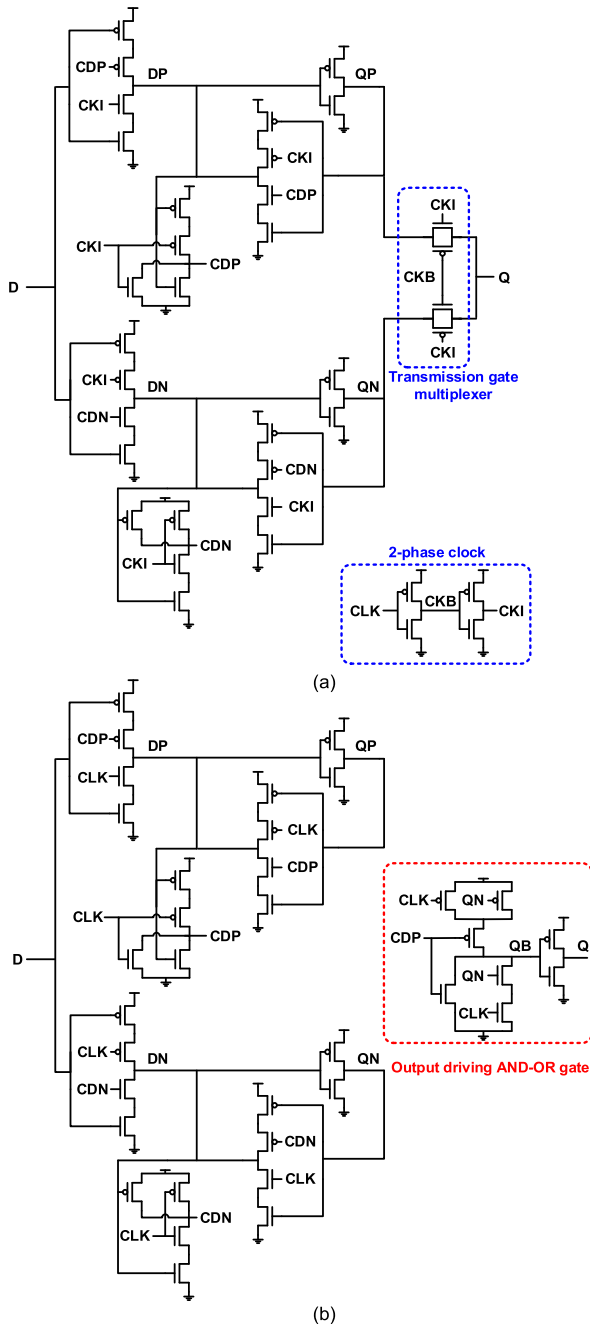 CDP
DP
QP
CKI
CKI
CDP
CKI
CKI
CDP
CKB
Q
D
CKI
Transmission gate
multiplexer
CKI
DN
QN
CDN
CDN
CKI
CDN
CKI
2-phase clock
CLK
CKB
CKI
(a)
CDP
DP
QP
CLK
CLK
CDP
CLK
QN
CLK
CDP
CDP
QB
Q
QN
CLK
D
CLK
DN
QN
Output driving AND-OR gate
CDN
CDN
CLK
CDN
CLK
(b)